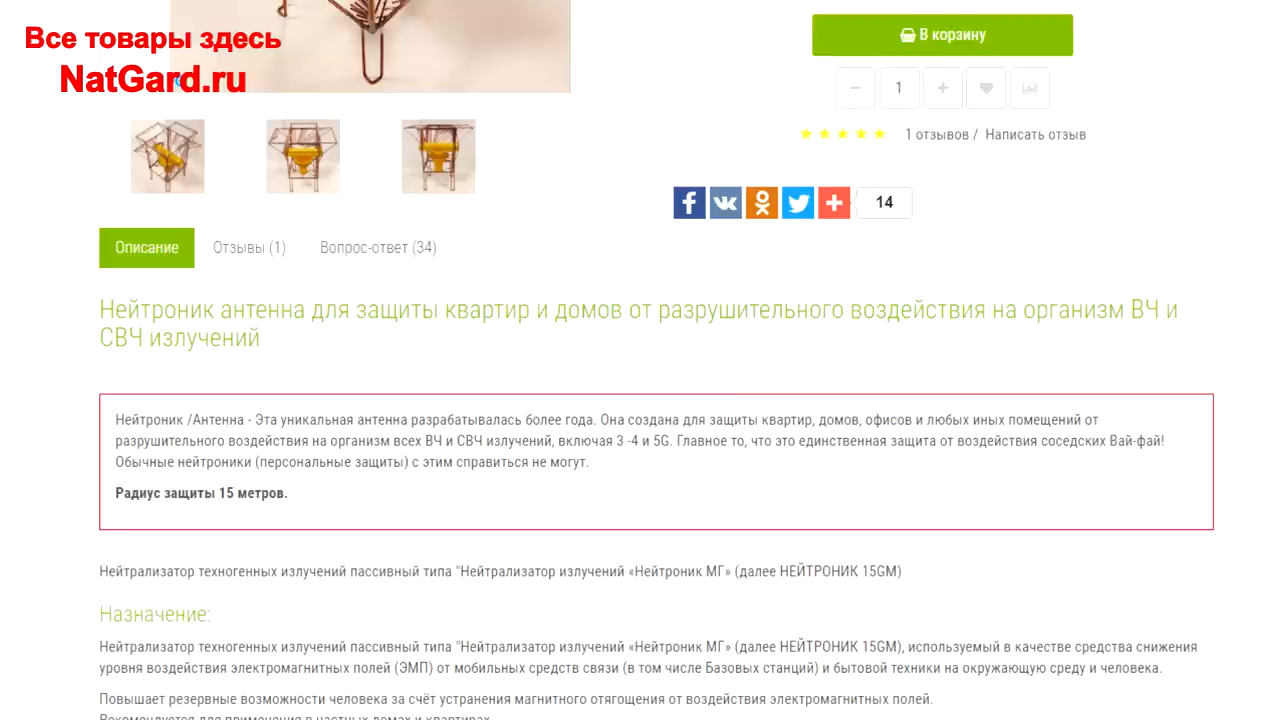 Все товары здесь
NatGard.ru
В корзину
1
1 отзывов / Написать отзыв
14
Описание
Отзывы (1)
Вопрос-ответ (34)
Нейтроник антенна для защиты квартир и домов от разрушительного воздействия на организм ВЧ и
СВЧ излучений
Нейтроник /Антенна - Эта уникальная антенна разрабатывалась более года. Она создана для защиты квартир, домов, офисов и любых иных помещений от
разрушительного воздействия на организм всех ВЧ и СВЧ излучений, включая 3 -4 и 5G. Главное то, что это единственная защита от воздействия соседских Вай-фай!
Обычные нейтроники (персональные защиты) с этим справиться не могут.
Радиус защиты 15 метров.
Нейтрализатор техногенных излучений пассивный типа "Нейтрализатор излучений «Нейтроник МГ» (далее НЕЙТРОНИК 15GM)
Назначение:
Нейтрализатор техногенных излучений пассивный типа "Нейтрализатор излучений «Нейтроник МГ» (далее НЕЙТРОНИК 15GM), используемый в качестве средства снижения
уровня воздействия электромагнитных полей (ЭМП) от мобильных средств связи (в том числе Базовых станций) и бытовой техники на окружающую среду и человека.
Повышает резервные возможности человека за счёт устранения магнитного отягощения от воздействия электромагнитных полей.
Рекомендуется для применения в частных домах и квартирах.